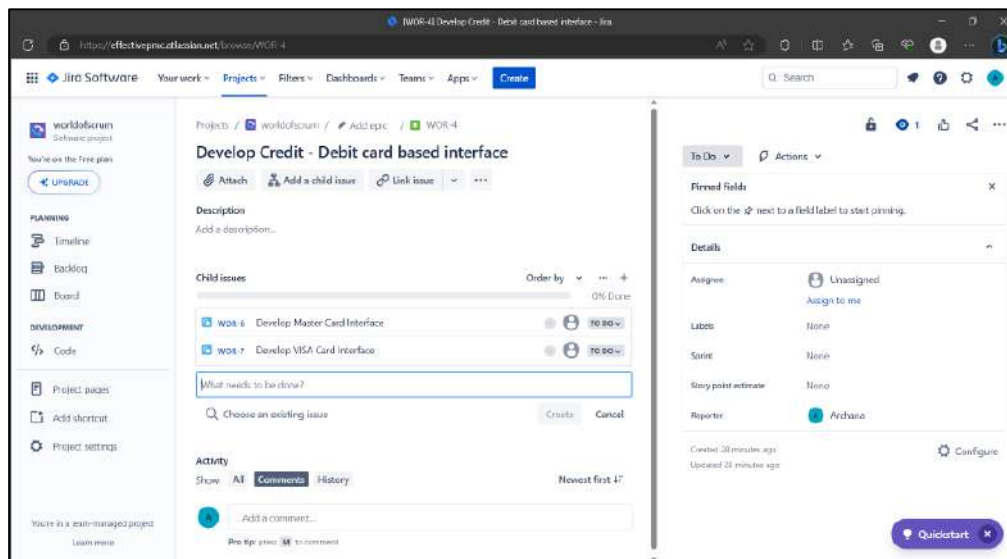 [WOR-4] Develop Credit - Debit card based interface - Jira
https://effectivepmc.atlassian.net/browse/WOR-4
Jira Software Your work Projects Filters Dashboards Teams Apps Create Search
worldofscrum
Software project
You're on the Free plan
UPGRADE
PLANNING
Timeline
Backlog
Board
DEVELOPMENT
Code
Project pages
Add shortcut
Project settings
You're in a team-managed project
Learn more
Projects / worldofscrum / Add epic / WOR-4
Develop Credit - Debit card based interface
Attach Add a child issue Link issue
Description
Add a description...
Child issues Order by
0% Done
WOR-6 Develop Master Card Interface TO DO
WOR-7 Develop VISA Card Interface TO DO
What needs to be done?
Choose an existing issue Create Cancel
Activity
Show: All Comments History Newest first
A Add a comment...
Pro tip: press M to comment
1
To Do Actions
Pinned fields
Click on the next to a field label to start pinning.
Details
Assignee Unassigned
Assign to me
Labels None
Sprint None
Story point estimate None
Reporter A Archana
Created 28 minutes ago
Updated 28 minutes ago
Configure
Quickstart